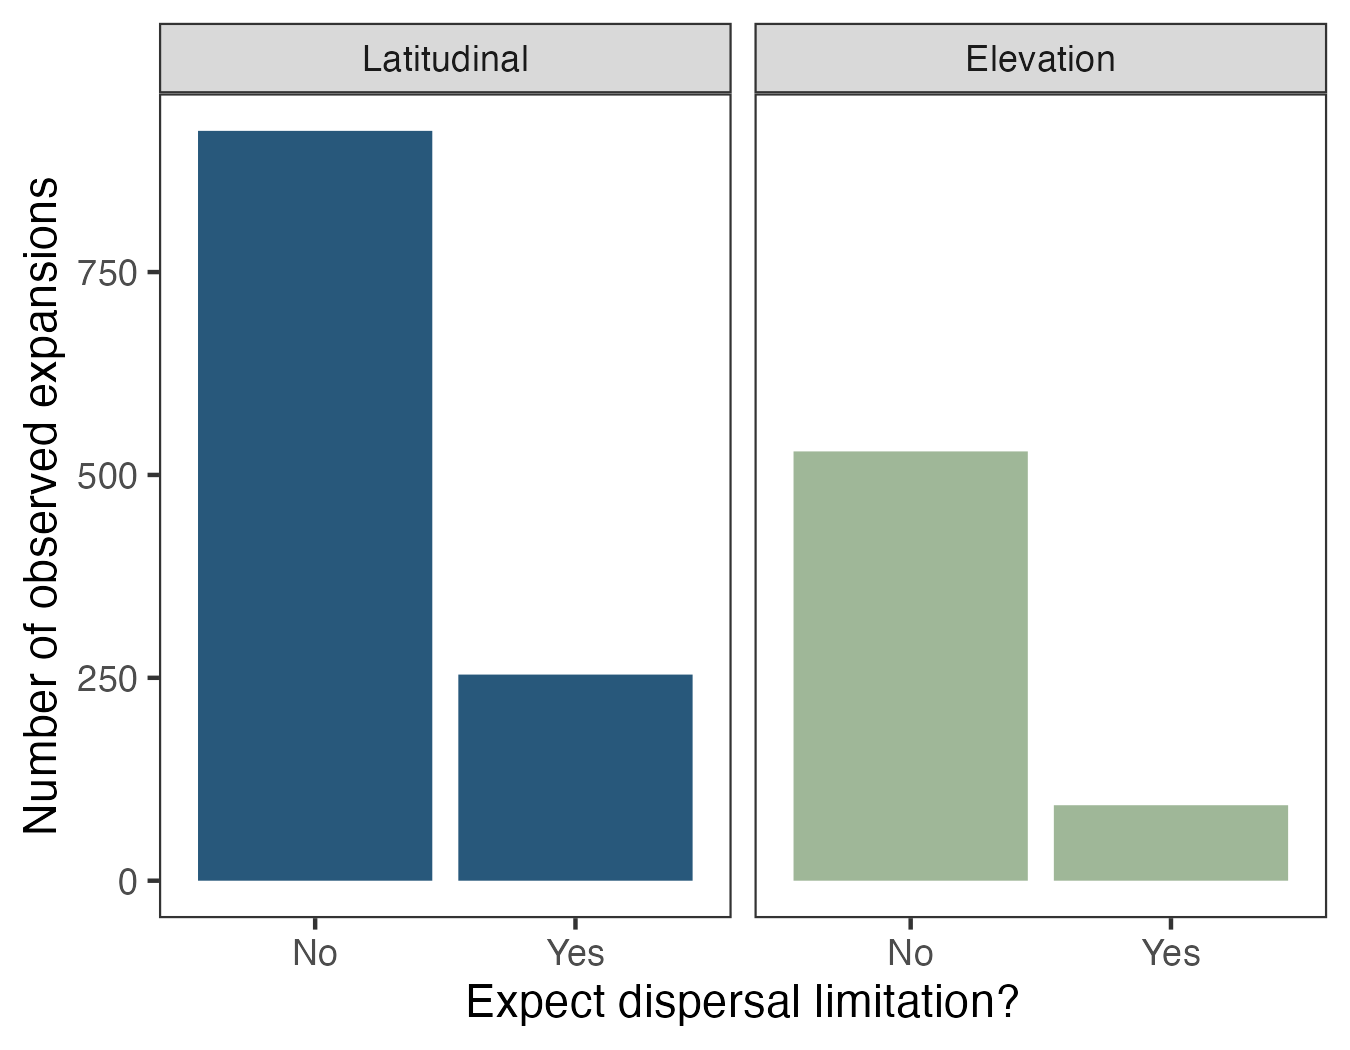 Latitudinal
Elevation
Number of observed expansions
750
500
250
0
No
Yes
No
Yes
Expect dispersal limitation?